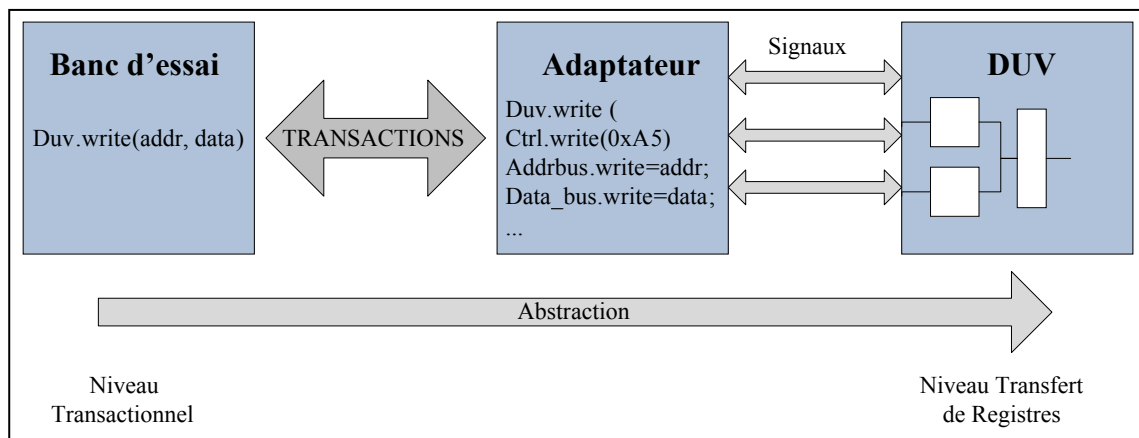 Banc d'essai
Duv.write(addr, data)
TRANSACTIONS
Adaptateur
Duv.write (
Ctrl.write(0xA5)
Addrbus.write=addr;
Data_bus.write=data;
...
Signaux
DUV
Abstraction
Niveau
Transactionnel
Niveau Transfert
de Registres